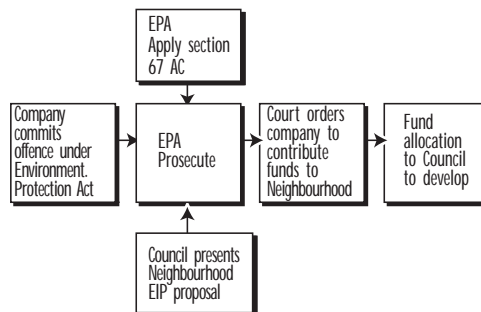 EPA
Apply section
67 AC
Company
commits
offence under
Environment.
Protection Act
EPA
Prosecute
Court orders
company to
contribute
funds to
Neighbourhood
Fund
allocation
to Council
to develop
Council presents
Neighbourhood
EIP proposal